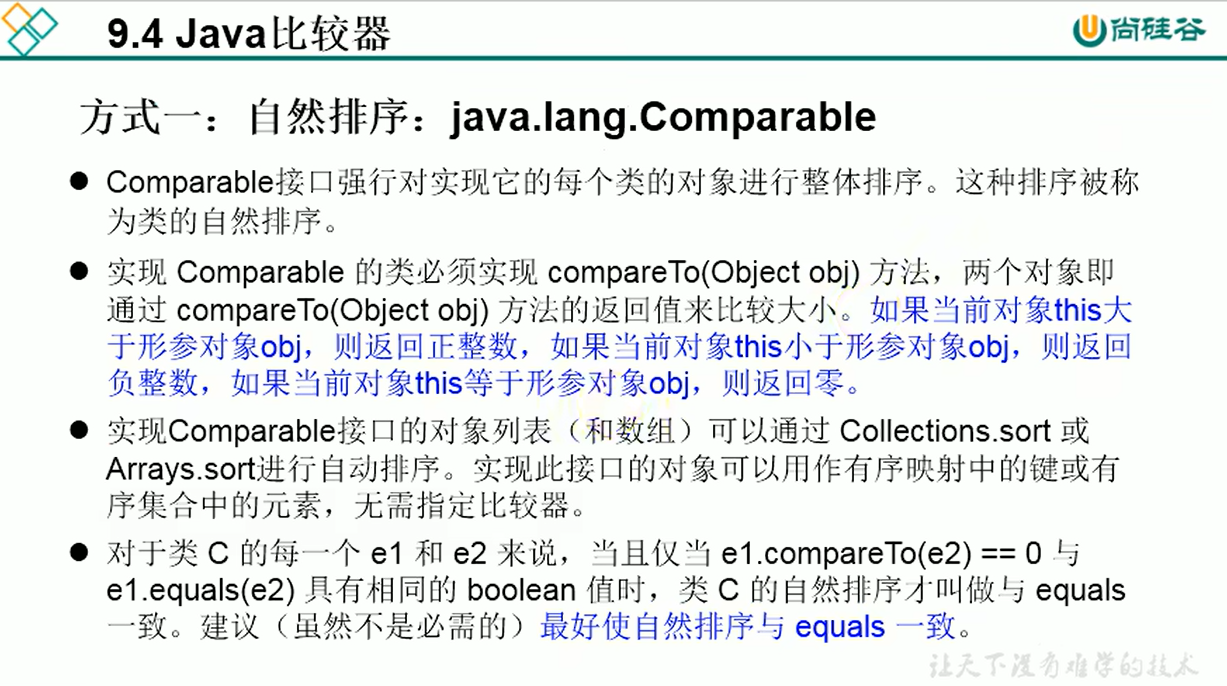 9.4 Java比较器
尚硅谷
方式一：自然排序：java.lang.Comparable
● Comparable接口强行对实现它的每个类的对象进行整体排序。这种排序被称
为类的自然排序。
● 实现 Comparable 的类必须实现 compareTo(Object obj) 方法，两个对象即
通过 compareTo(Object obj) 方法的返回值来比较大小。如果当前对象this大
于形参对象obj，则返回正整数，如果当前对象this小于形参对象obj，则返回
负整数，如果当前对象this等于形参对象obj，则返回零。
● 实现Comparable接口的对象列表（和数组）可以通过 Collections.sort 或
Arrays.sort进行自动排序。实现此接口的对象可以用作有序映射中的键或有
序集合中的元素，无需指定比较器。
● 对于类 C 的每一个 e1 和 e2 来说，当且仅当 e1.compareTo(e2) == 0 与
e1.equals(e2) 具有相同的 boolean 值时，类 C 的自然排序才叫做与 equals
一致。建议（虽然不是必需的）最好使自然排序与 equals 一致。
让天下没有难学的技术